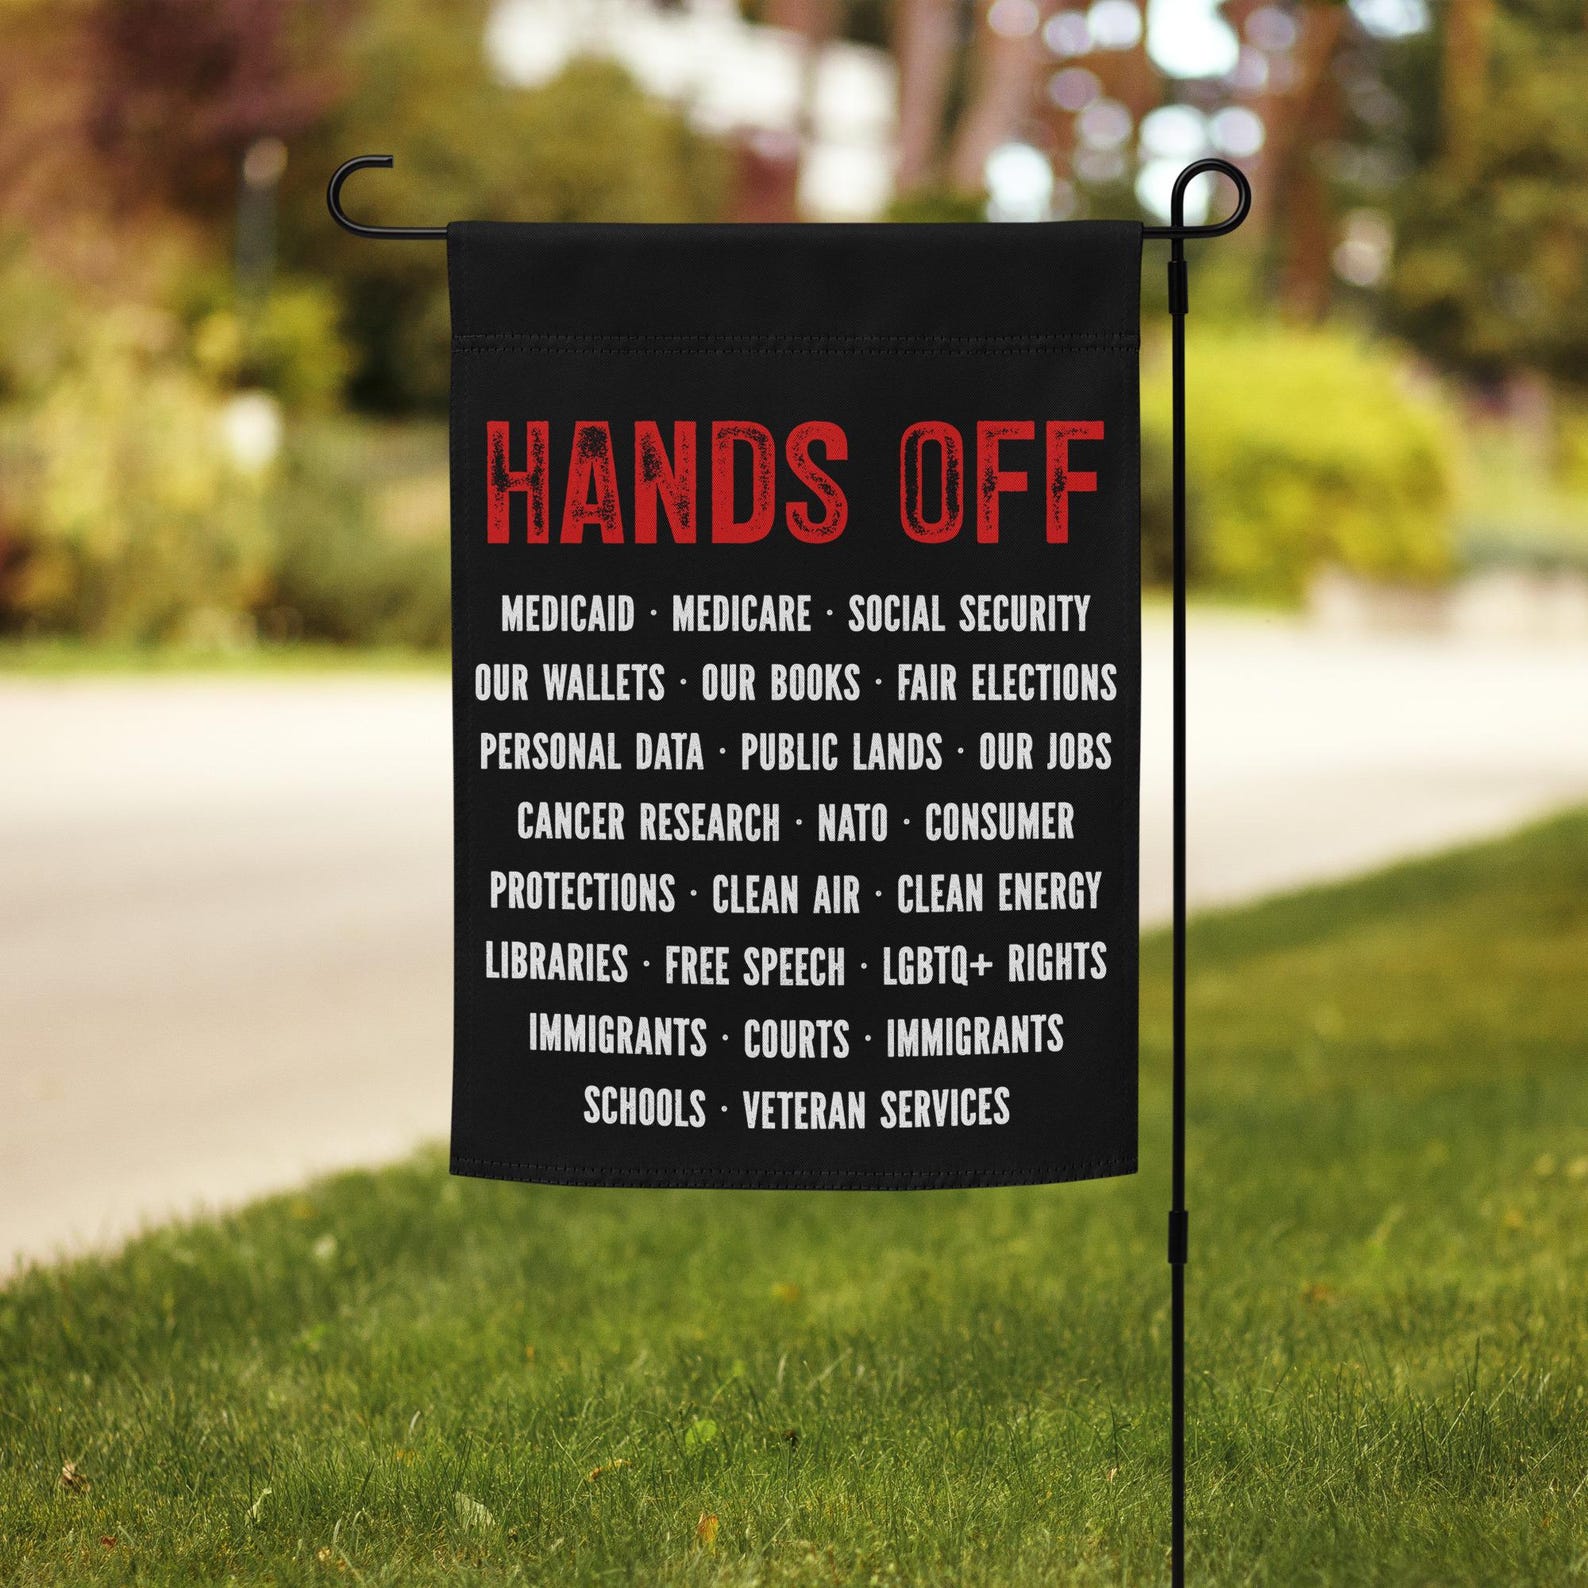 HANDS OFF
MEDICAID · MEDICARE · SOCIAL SECURITY
OUR WALLETS · OUR BOOKS · FAIR ELECTIONS
PERSONAL DATA · PUBLIC LANDS · OUR JOBS
CANCER RESEARCH · NATO · CONSUMER
PROTECTIONS · CLEAN AIR · CLEAN ENERGY
LIBRARIES · FREE SPEECH · LGBTQ+ RIGHTS
IMMIGRANTS · COURTS · IMMIGRANTS
SCHOOLS · VETERAN SERVICES